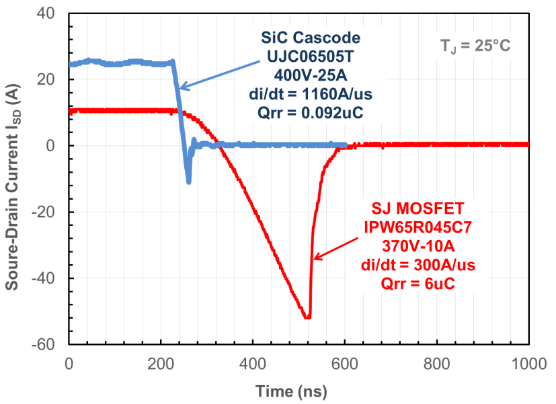 SiC Cascode
UJC06505T
400V-25A
di/dt = 1160A/us
Qrr = 0.092uC
TJ = 25°C
SJ MOSFET
IPW65R045C7
370V-10A
di/dt = 300A/us
Qrr = 6uC
Soure-Drain Current ISD (A)
40
20
0
-20
-40
-60
0
200
400
600
800
1000
Time (ns)